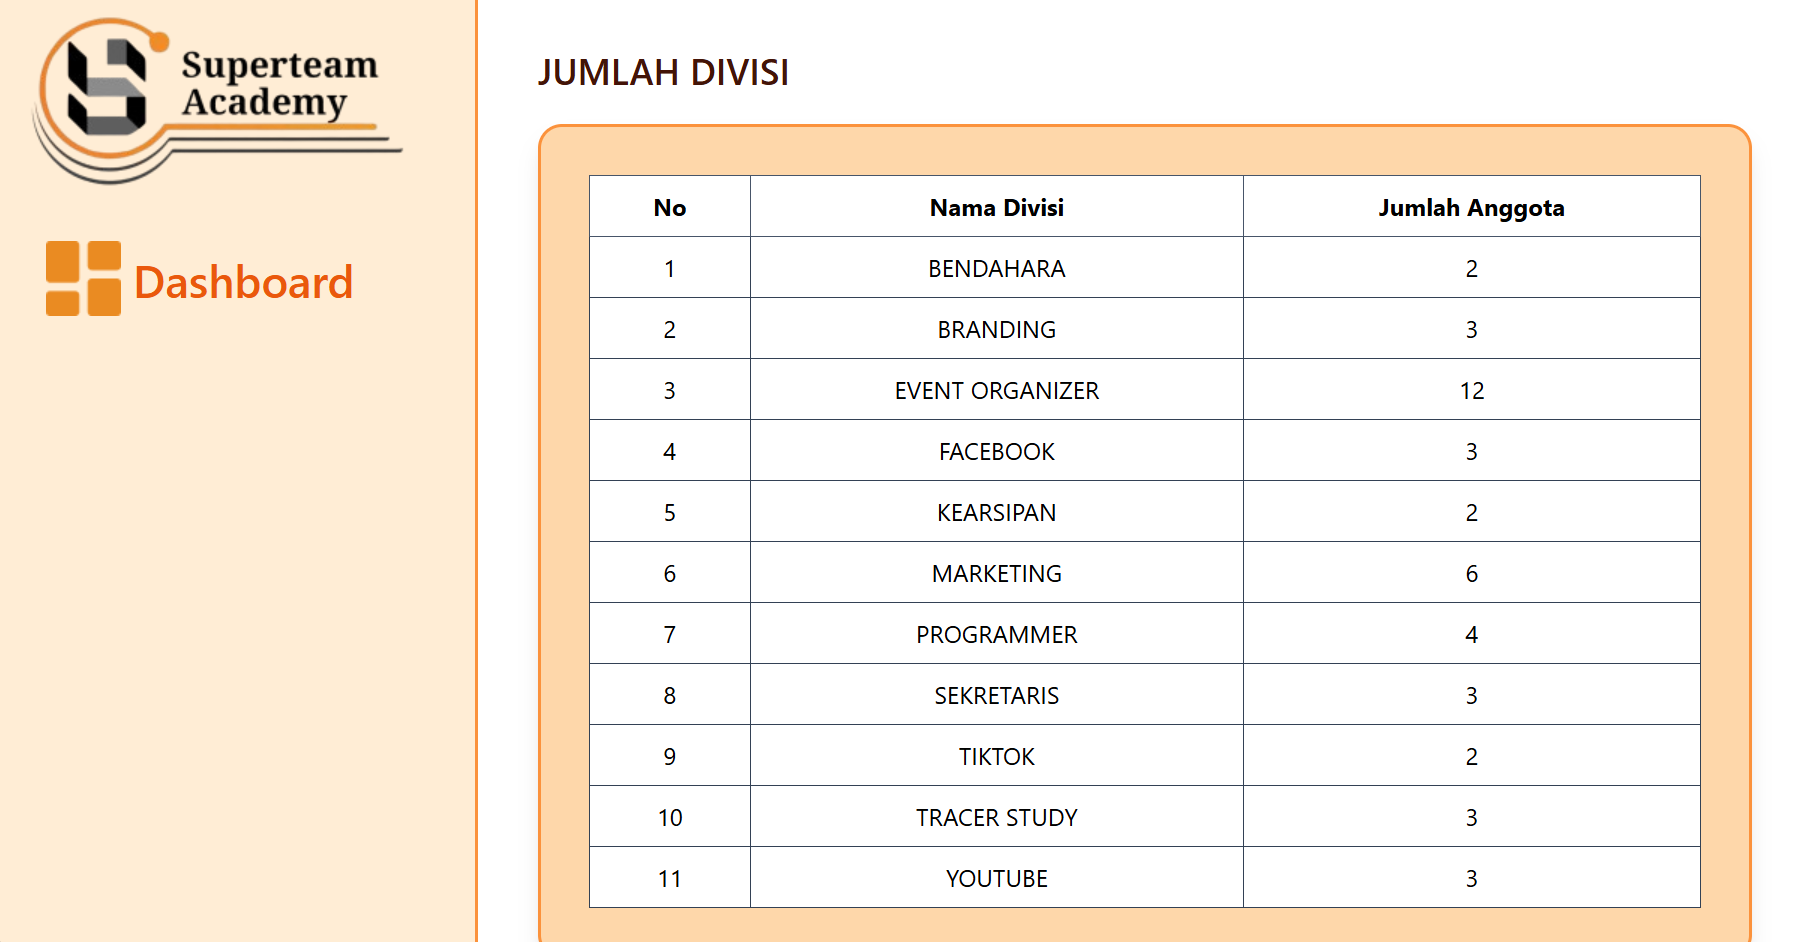 Superteam
Academy
Dashboard
JUMLAH DIVISI
No Nama Divisi Jumlah Anggota
1 BENDAHARA 2
2 BRANDING 3
3 EVENT ORGANIZER 12
4 FACEBOOK 3
5 KEARSIPAN 2
6 MARKETING 6
7 PROGRAMMER 4
8 SEKRETARIS 3
9 TIKTOK 2
10 TRACER STUDY 3
11 YOUTUBE 3